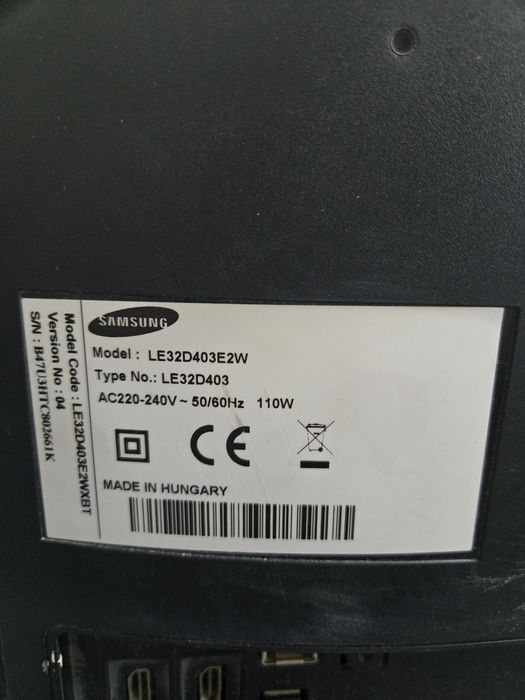 SAMSUNG
Model : LE32D403E2W
Type No.: LE32D403
AC220-240V ~ 50/60Hz 110W
CE
MADE IN HUNGARY
Model Code : LE32D403E2WXBT
Version No : 04
S/N : B47U3HTC802661K